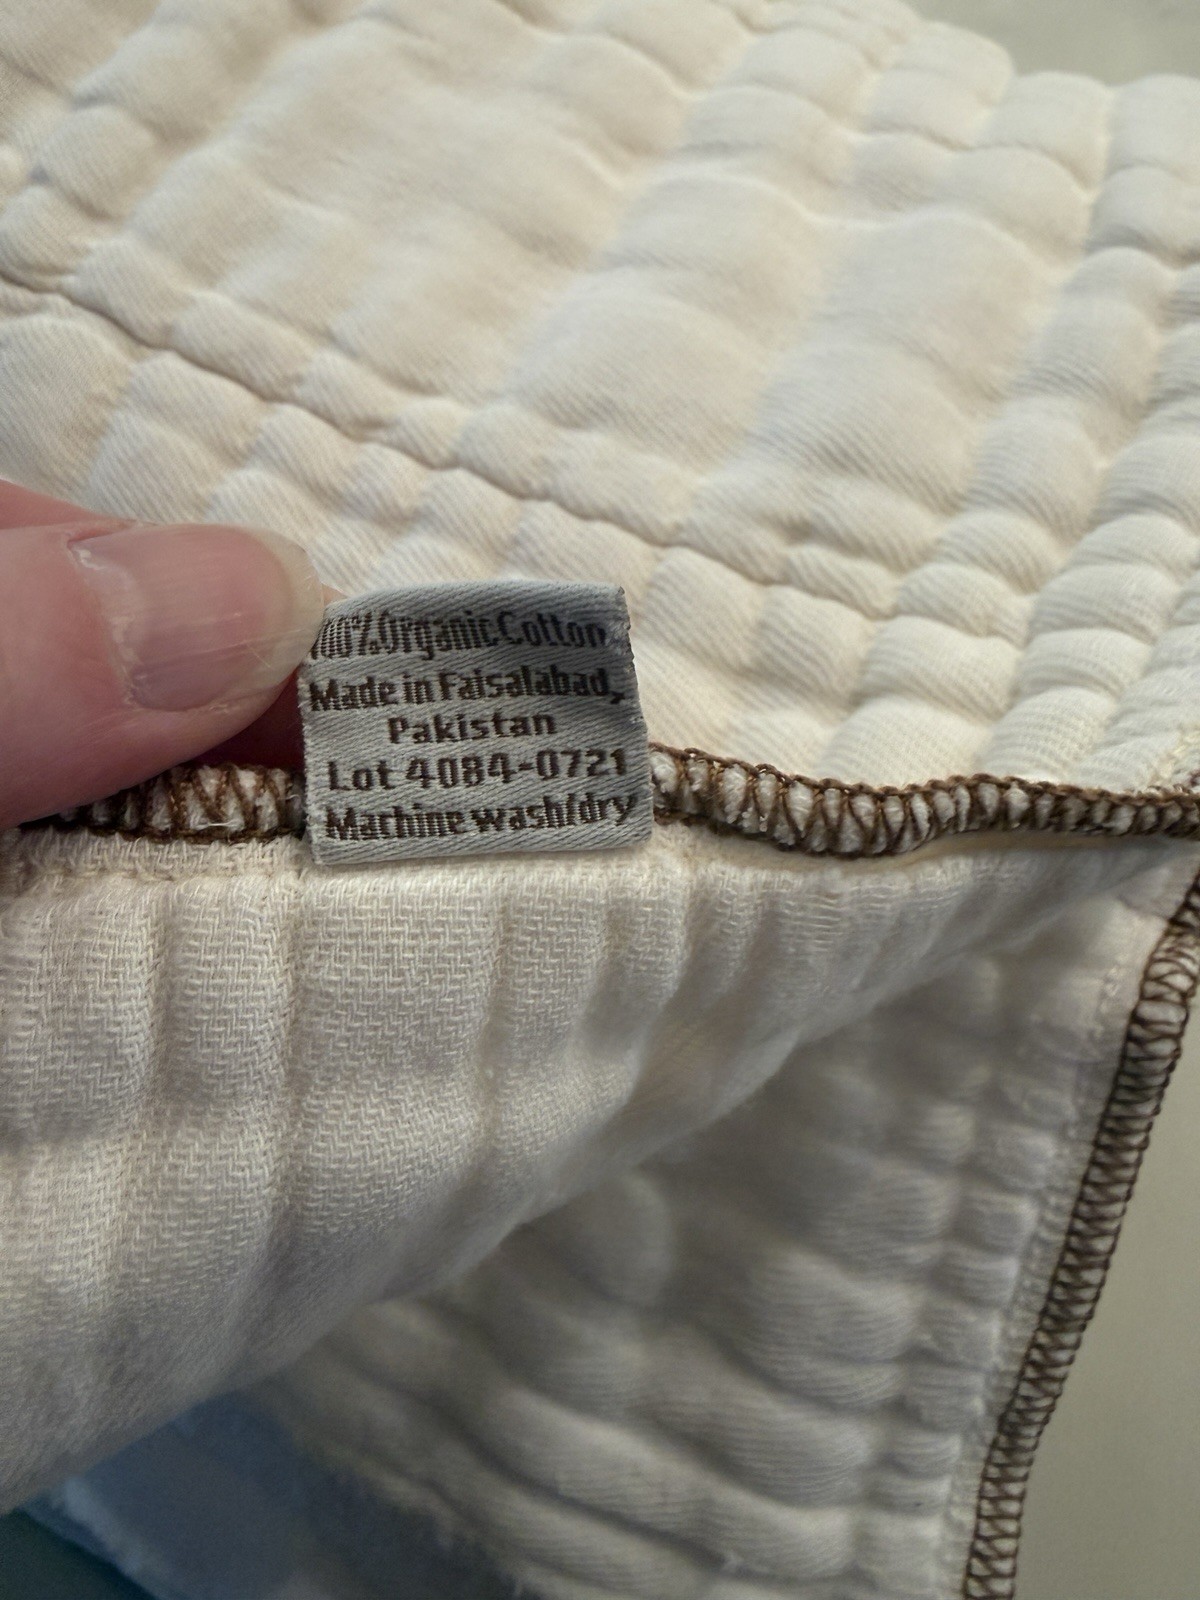 100% Organic Cotton
Made in Faisalabad,
Pakistan
Lot 4084-0721
Machine wash/dry